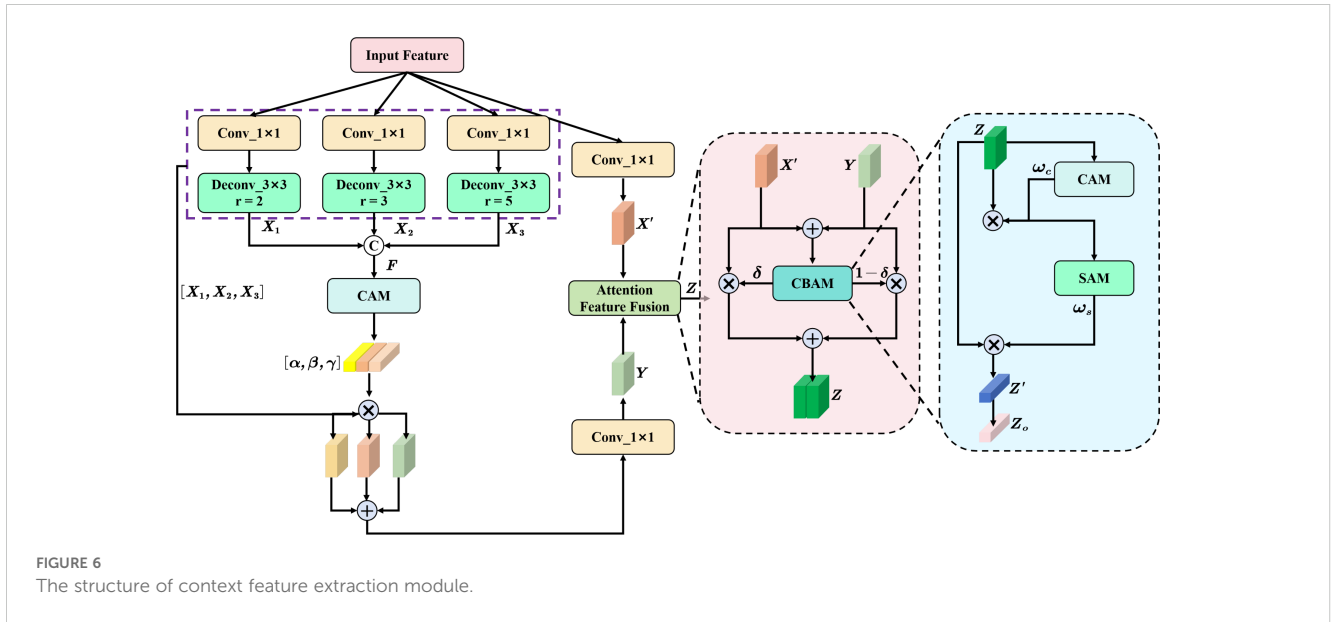 Input Feature
Conv_1×1
Conv_1×1
Conv_1×1
Deconv_3×3
r = 2
Deconv_3×3
r = 3
Deconv_3×3
r = 5
X₁
X₂
X₃
C
F
[X₁, X₂, X₃]
CAM
[α, β, γ]
×
+
Conv_1×1
X′
Attention
Feature Fusion
Z
Y
Conv_1×1
X′
Y
+
δ
CBAM
1 − δ
×
×
+
Z
Z
ω_c
CAM
×
SAM
ω_s
×
Z′
Z_o
FIGURE 6
The structure of context feature extraction module.